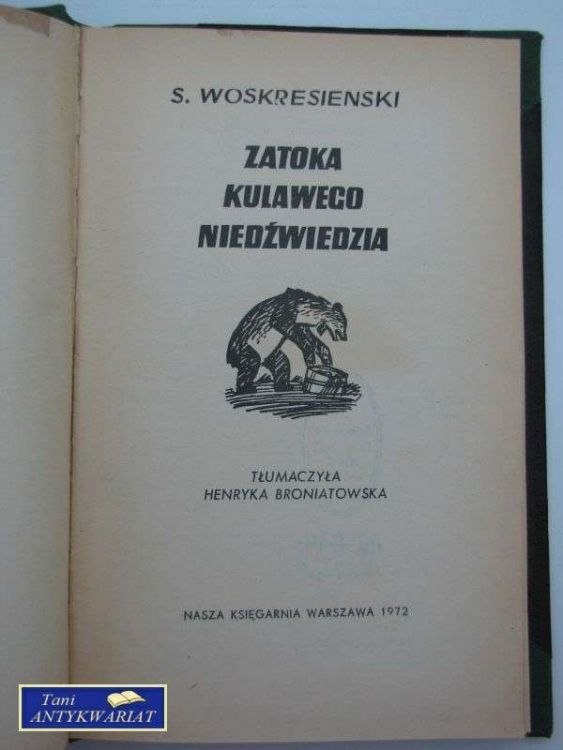 S. WOSKRESIENSKI
ZATOKA
KULAWEGO
NIEDŹWIEDZIA
TŁUMACZYŁA
HENRYKA BRONIATOWSKA
NASZA KSIĘGARNIA WARSZAWA 1972
Tani
ANTYKWARIAT